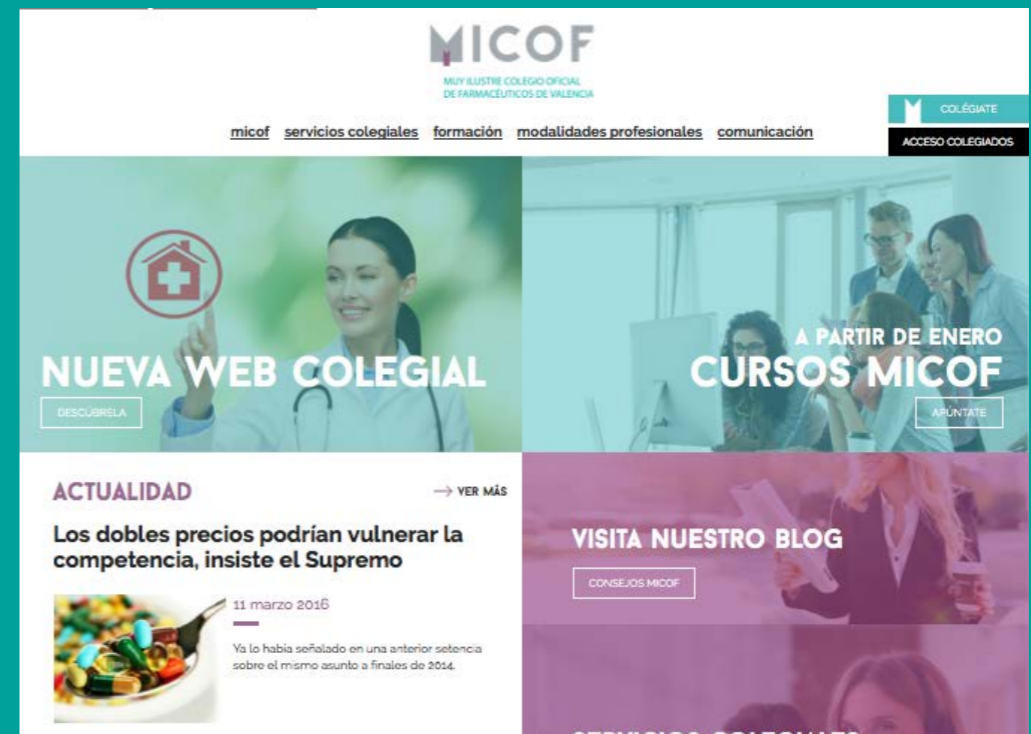 MICOF
MUY ILUSTRE COLEGIO OFICIAL
DE FARMACÉUTICOS DE VALENCIA
COLÉGIATE
ACCESO COLEGIADOS
micof servicios colegiales formación modalidades profesionales comunicación
NUEVA WEB COLEGIAL
DESCÚBRELA
A PARTIR DE ENERO
CURSOS MICOF
APÚNTATE
ACTUALIDAD
VER MÁS
Los dobles precios podrían vulnerar la
competencia, insiste el Supremo
11 marzo 2016
Ya lo había señalado en una anterior setencia
sobre el mismo asunto a finales de 2014.
VISITA NUESTRO BLOG
CONSEJOS MICOF
SERVICIOS COLEGIALES